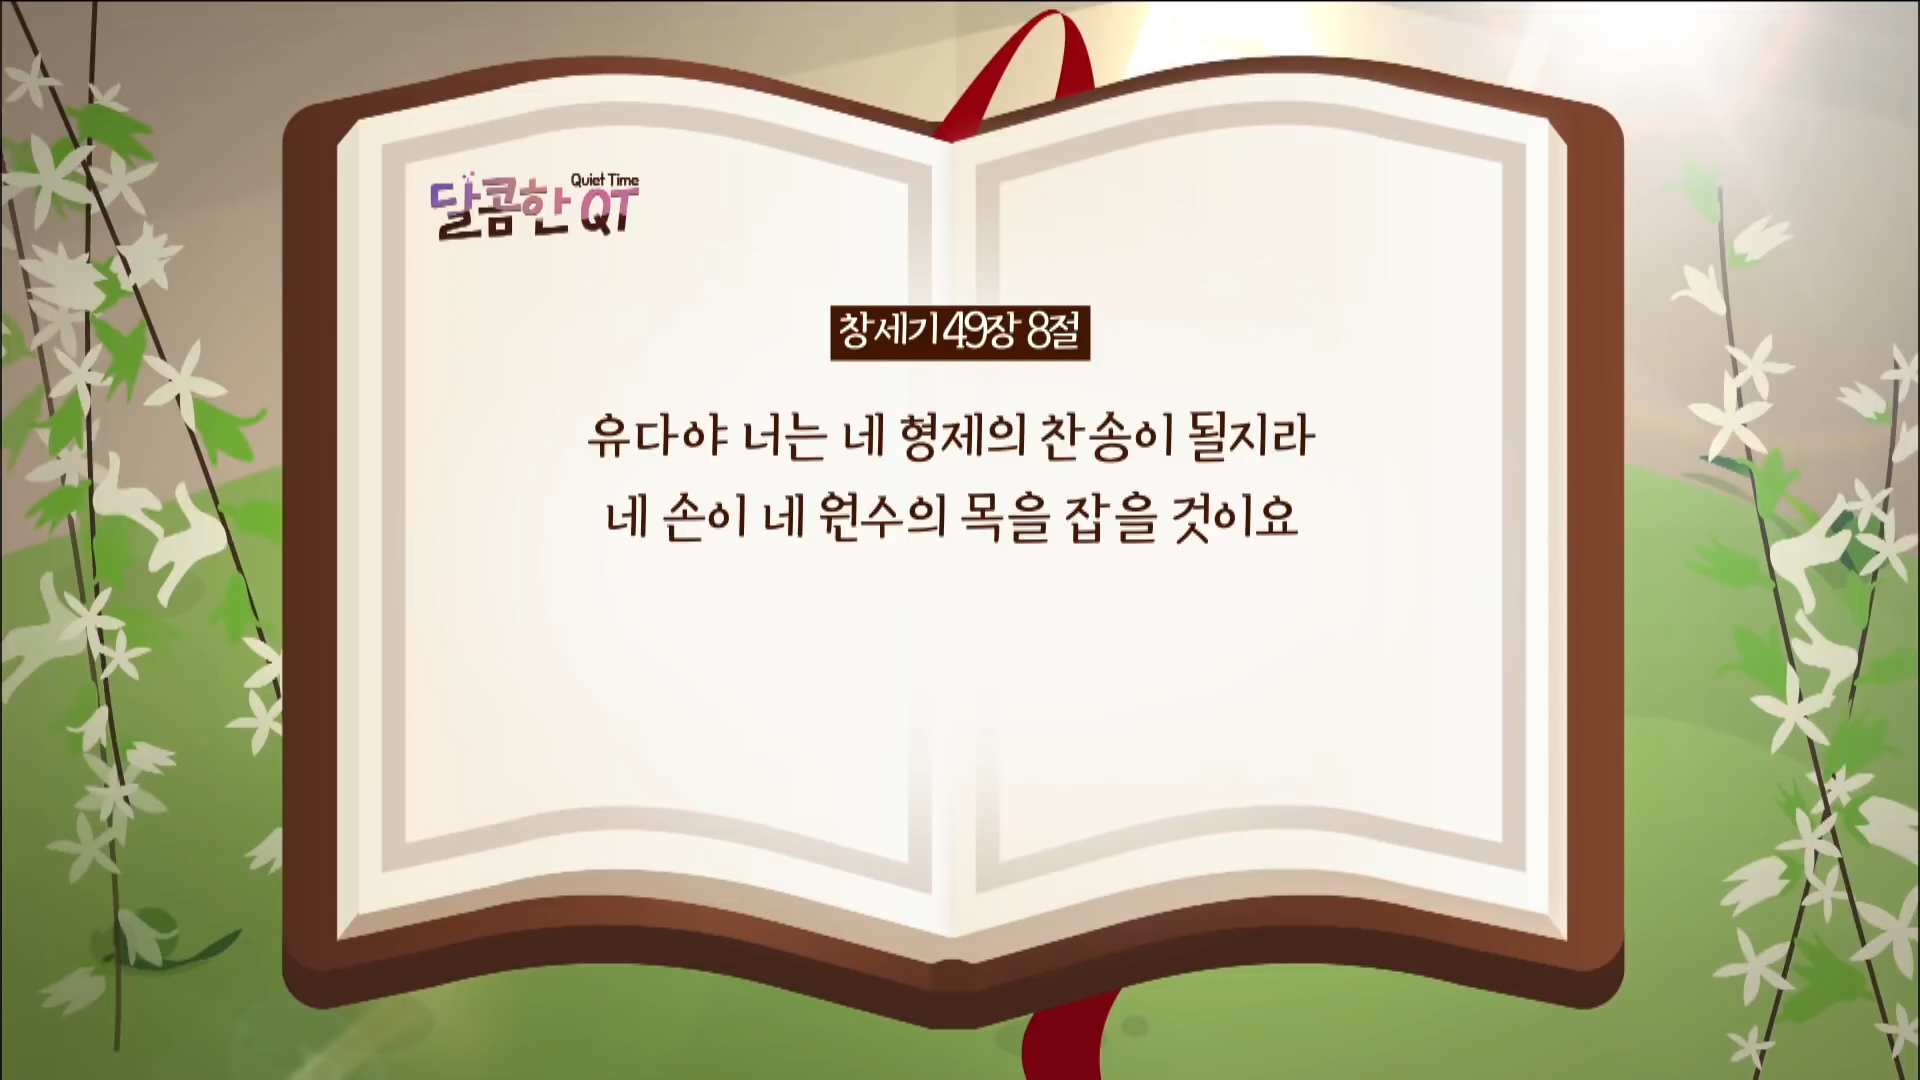 달콤한 QT
Quiet Time
창세기 49장 8절
유다야 너는 네 형제의 찬송이 될지라
네 손이 네 원수의 목을 잡을 것이요